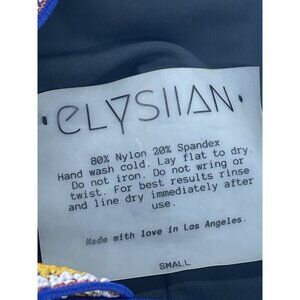 ·ELYSIIAN·
80% Nylon 20% Spandex
Hand wash cold. Lay flat to dry.
Do not iron. Do not wring or
twist. For best results rinse
and line dry immediately after
use.
Made with love in Los Angeles.
SMALL